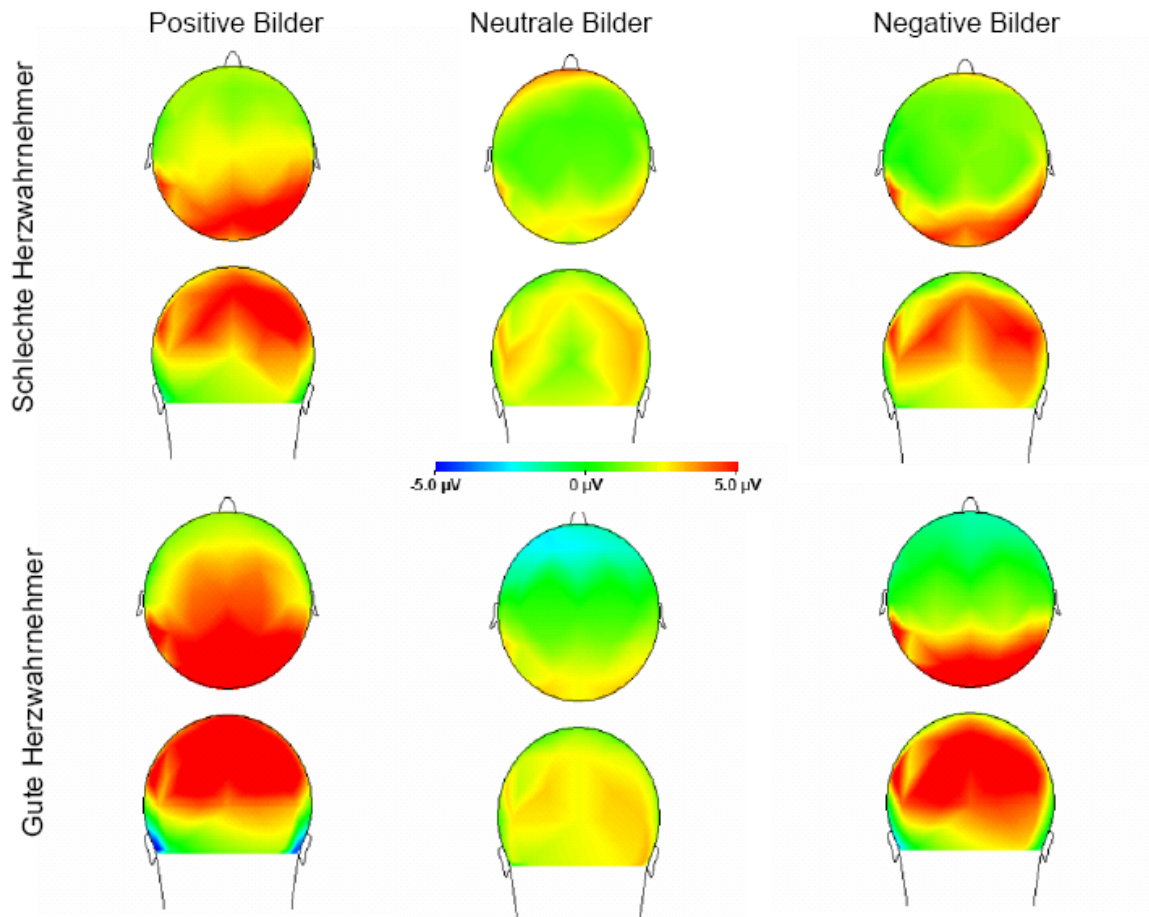 Positive Bilder
Neutrale Bilder
Negative Bilder
Schlechte Herzwahrnehmer
-5.0 µV
0 µV
5.0 µV
Gute Herzwahrnehmer